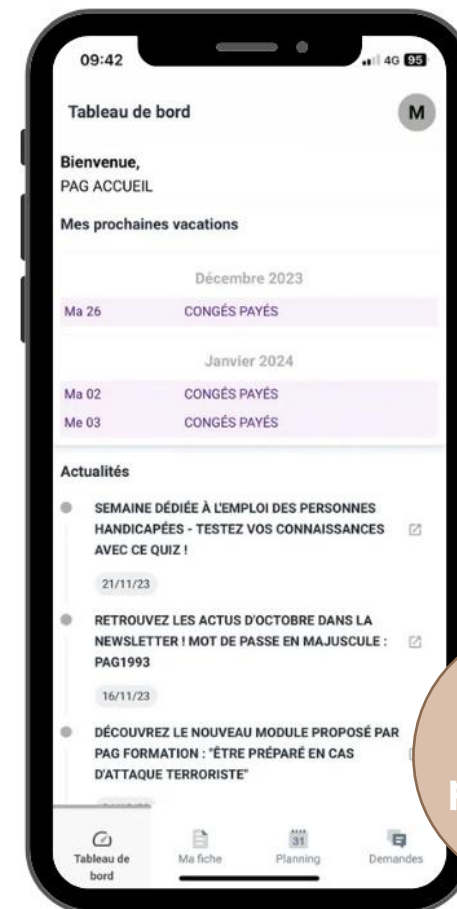 09:42
4G 95
Tableau de bord
M
Bienvenue,
PAG ACCUEIL
Mes prochaines vacations
Décembre 2023
Ma 26 CONGÉS PAYÉS
Janvier 2024
Ma 02 CONGÉS PAYÉS
Me 03 CONGÉS PAYÉS
Actualités
SEMAINE DÉDIÉE À L'EMPLOI DES PERSONNES
HANDICAPÉES - TESTEZ VOS CONNAISSANCES
AVEC CE QUIZ !
21/11/23
RETROUVEZ LES ACTUS D'OCTOBRE DANS LA
NEWSLETTER ! MOT DE PASSE EN MAJUSCULE :
PAG1993
16/11/23
DÉCOUVREZ LE NOUVEAU MODULE PROPOSÉ PAR
PAG FORMATION : "ÊTRE PRÉPARÉ EN CAS
D'ATTAQUE TERRORISTE"
31
Tableau de
bord
Ma fiche
Planning
Demandes